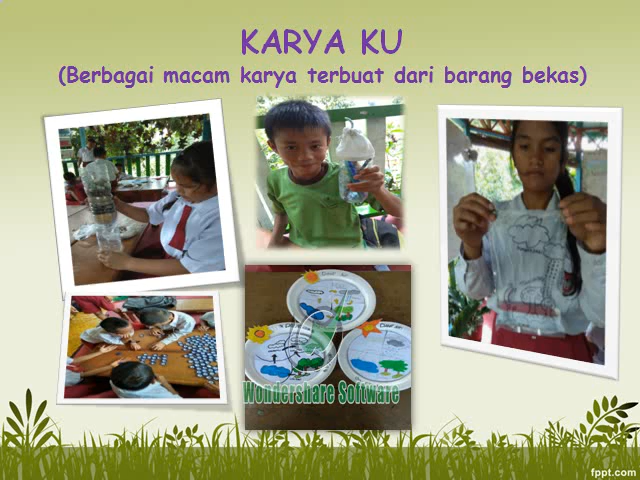 KARYA KU
(Berbagai macam karya terbuat dari barang bekas)
Wondershare Software
fppt.com